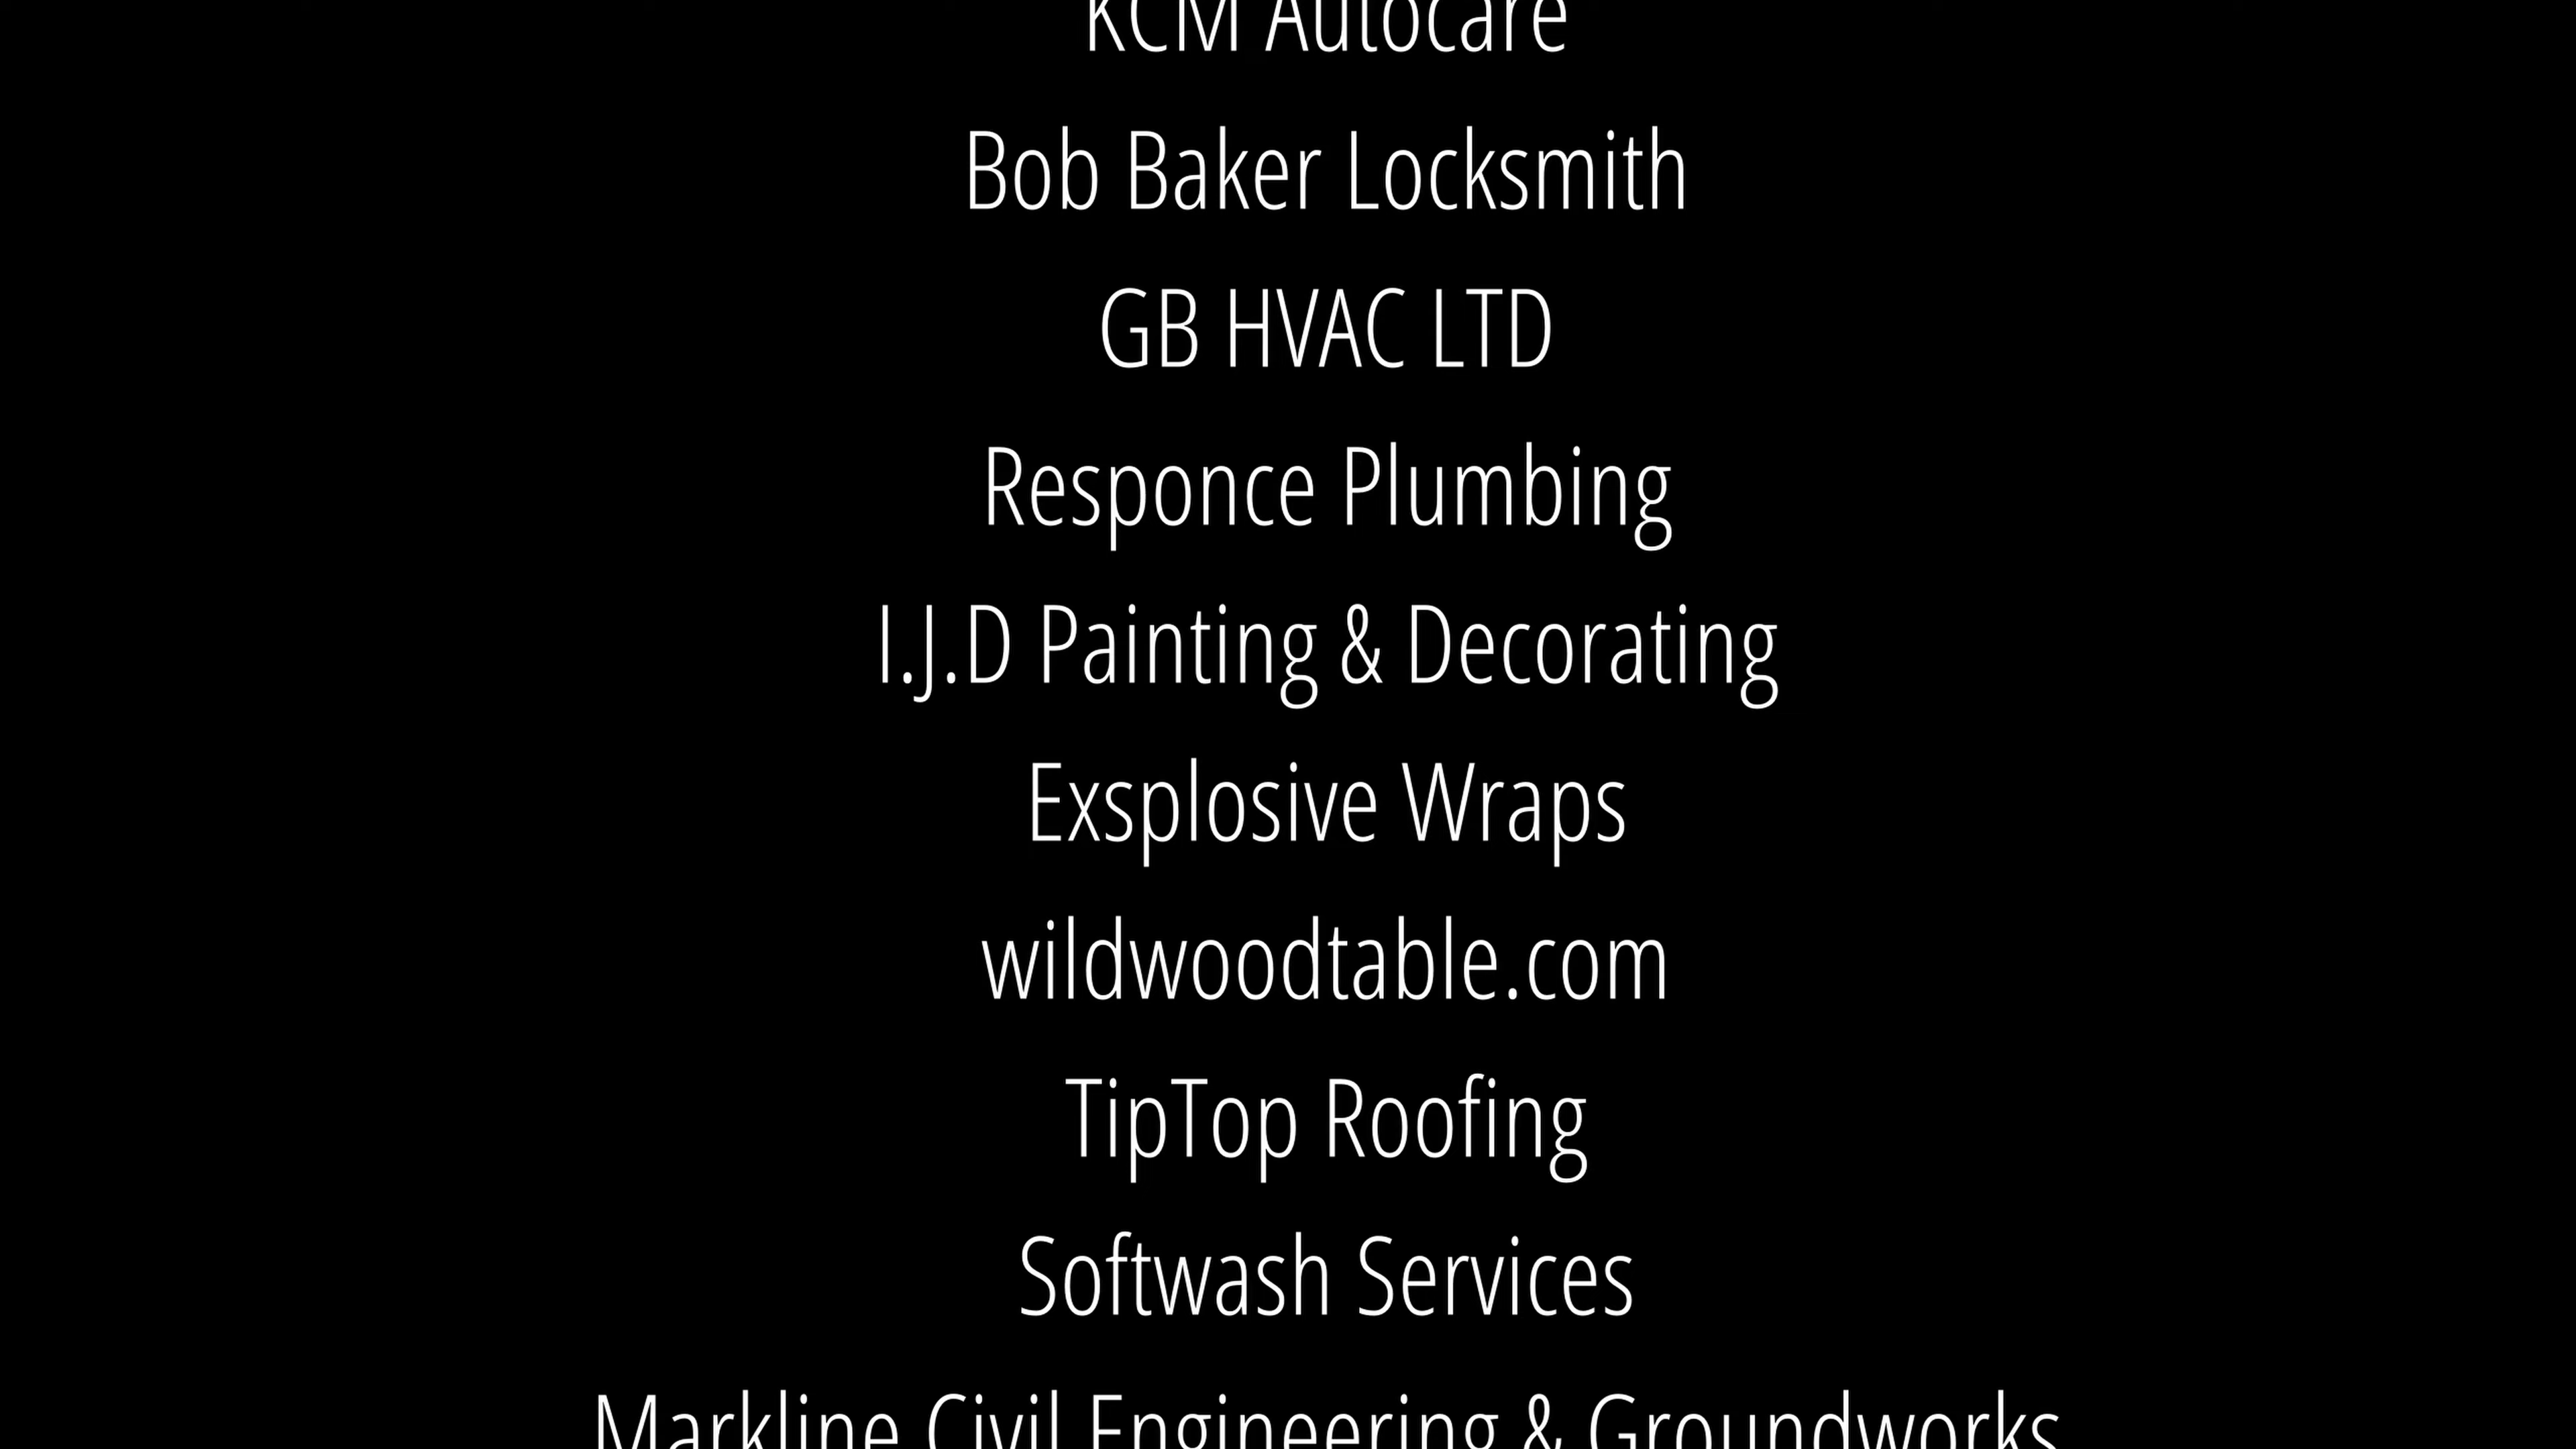 KCM Autocare
Bob Baker Locksmith
GB HVAC LTD
Responce Plumbing
I.J.D Painting & Decorating
Exsplosive Wraps
wildwoodtable.com
TipTop Roofing
Softwash Services
Markline Civil Engineering & Groundworks